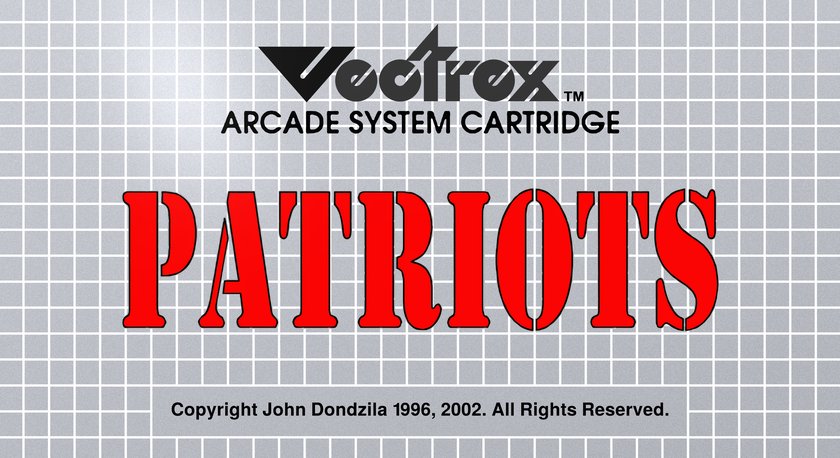 Vectrex™
ARCADE SYSTEM CARTRIDGE
PATRIOTS
Copyright John Dondzila 1996, 2002. All Rights Reserved.